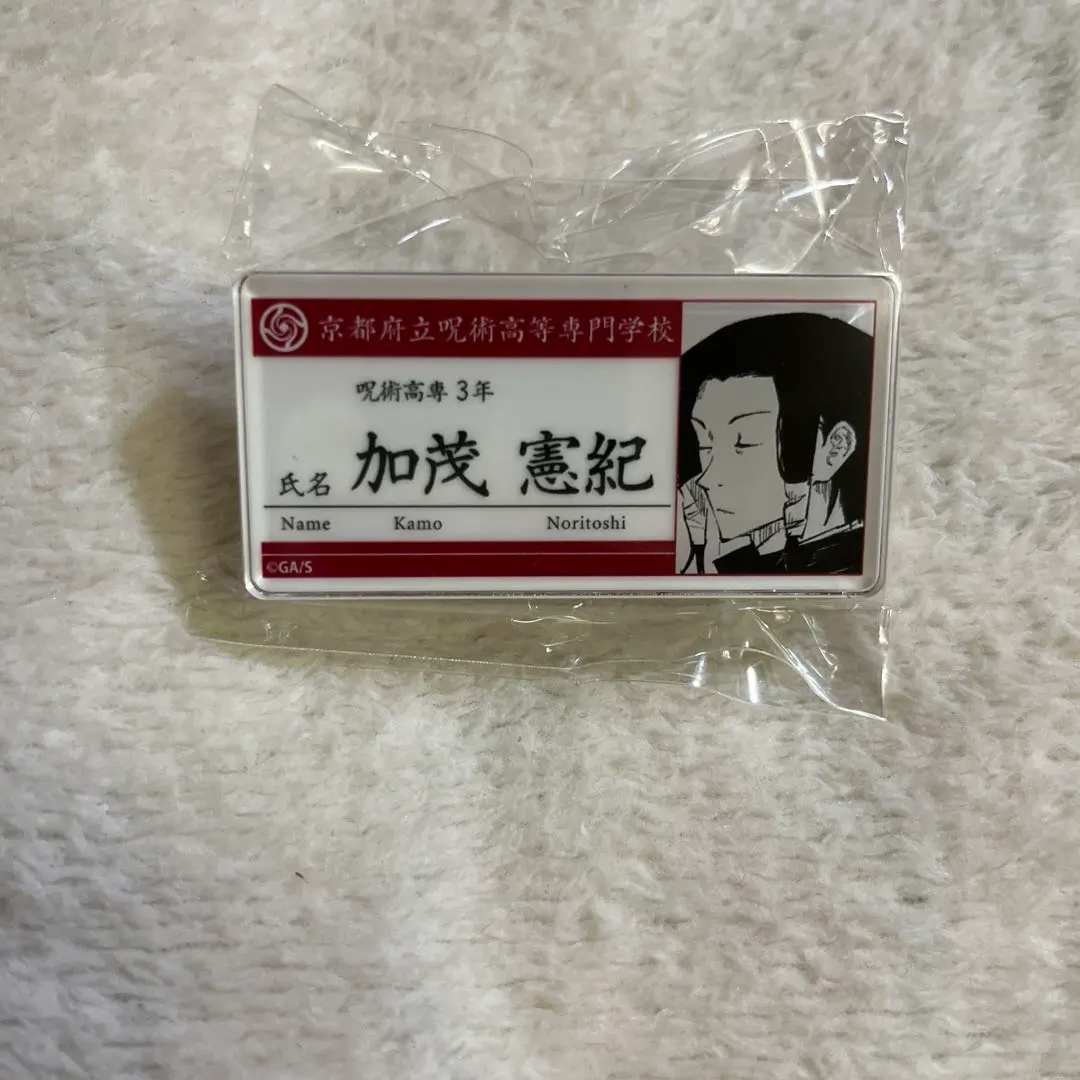 京都府立呪術高等専門学校
呪術高専 3年
氏名 加茂 憲紀
Name Kamo Noritoshi
©GA/S